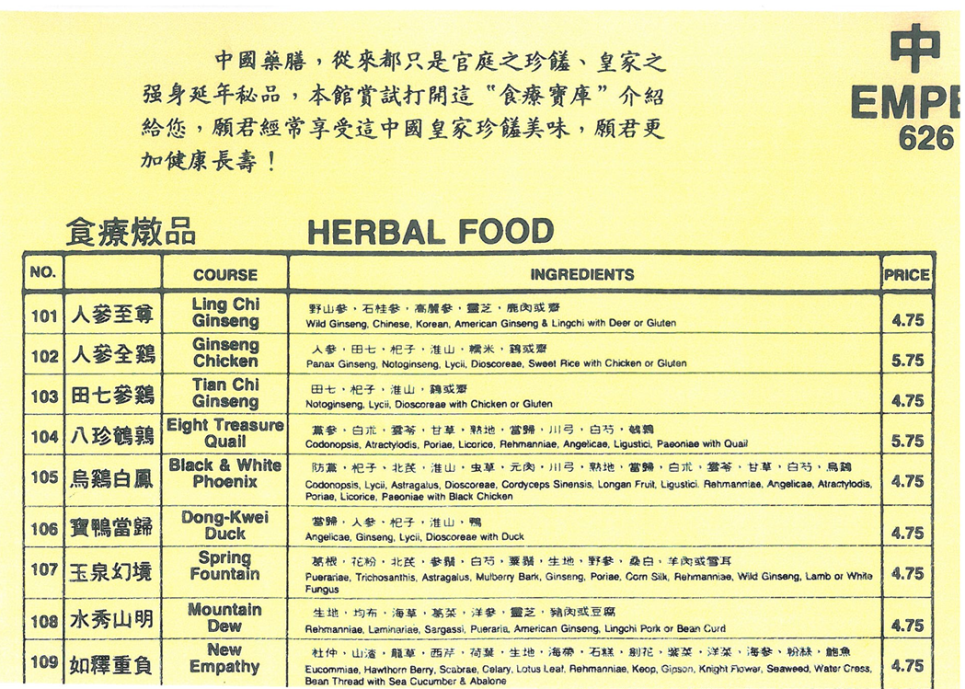 中國藥膳，從來都只是官庭之珍饈、皇家之
强身延年秘品，本館嘗試打開這“食療寶庫”介紹
給您，願君經常享受這中國皇家珍饈美味，願君更
加健康長壽！
中
EMPE
626
食療燉品 HERBAL FOOD
NO. COURSE INGREDIENTS PRICE
101 人參至尊 Ling Chi Ginseng 野山參・石柱參・高麗參・靈芝・鹿肉或齋 4.75
Wild Ginseng, Chinese, Korean, American Ginseng & Lingchi with Deer or Gluten
102 人參全鷄 Ginseng Chicken 人參・田七・杞子・淮山・糯米・鷄或齋 5.75
Panax Ginseng, Notoginseng, Lycii, Dioscoreae, Sweet Rice with Chicken or Gluten
103 田七參鷄 Tian Chi Ginseng 田七・杞子・淮山・鷄或齋 4.75
Notoginseng, Lycii, Dioscoreae with Chicken or Gluten
104 八珍鵪鶉 Eight Treasure Quail 黨參・白朮・雲苓・甘草・熟地・當歸・川弓・白芍・鵪鶉 5.75
Codonopsis, Atractylodis, Poriae, Licorice, Rehmanniae, Angelicae, Ligustici, Paeoniae with Quail
105 烏鷄白鳳 Black & White Phoenix 防黨・杞子・北芪・淮山・虫草・元肉・川弓・熟地・當歸・白朮・雲苓・甘草・白芍・烏鷄 4.75
Codonopsis, Lycii, Astragalus, Dioscoreae, Cordyceps Sinensis, Longan Fruit, Ligustici, Rehmanniae, Angelicae, Atractylodis,
Poriae, Licorice, Paeoniae with Black Chicken
106 寶鴨當歸 Dong-Kwei Duck 當歸・人參・杞子・淮山・鴨 4.75
Angelicae, Ginseng, Lycii, Dioscoreae with Duck
107 玉泉幻境 Spring Fountain 葛根・花粉・北芪・參鬚・白芍・粟鬚・生地・野參・桑白・羊肉或雪耳 4.75
Puerariae, Trichosanthis, Astragalus, Mulberry Bark, Ginseng, Poriae, Corn Silk, Rehmanniae, Wild Ginseng, Lamb or White
Fungus
108 水秀山明 Mountain Dew 生地・均布・海草・葛菜・洋參・靈芝・豬肉或豆腐 4.75
Rehmanniae, Laminariae, Sargassi, Pueraria, American Ginseng, Lingchi Pork or Bean Curd
109 如釋重負 New Empathy 杜仲・山渣・龍草・西芹・荷葉・生地・海帶・石糕・劍花・紫菜・洋菜・海參・粉絲・鮑魚 4.75
Eucommiae, Hawthorn Berry, Scabrae, Celary, Lotus Leaf, Rehmanniae, Keop, Gipson, Knight Flower, Seaweed, Water Cress,
Bean Thread with Sea Cucumber & Abalone